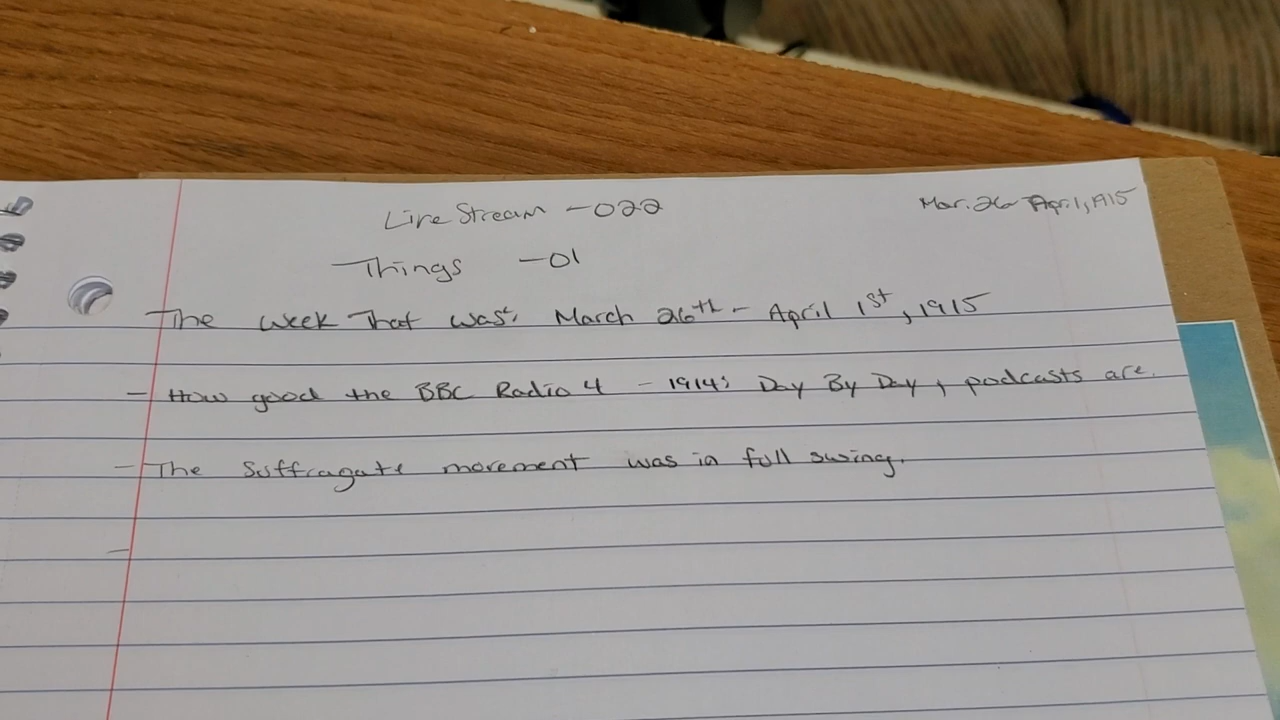 Live Stream - 022
Mar. 26 - April 1, 1915
Things - 01
The Week That Was: March 26th - April 1st, 1915
- How good the BBC Radio 4 - 1914: Day By Day, podcasts are.
- The Suffragate movement was in full swing.
-